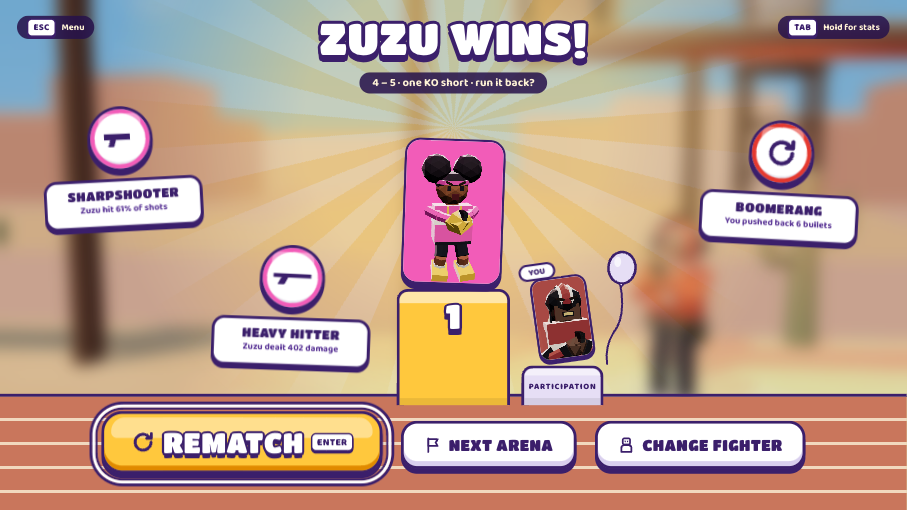 ESC Menu
ZUZU WINS!
TAB Hold for stats
4 – 5 · one KO short · run it back?
SHARPSHOOTER
Zuzu hit 61% of shots
BOOMERANG
You pushed back 6 bullets
HEAVY HITTER
Zuzu dealt 402 damage
1
YOU
PARTICIPATION
REMATCH ENTER
NEXT ARENA
CHANGE FIGHTER